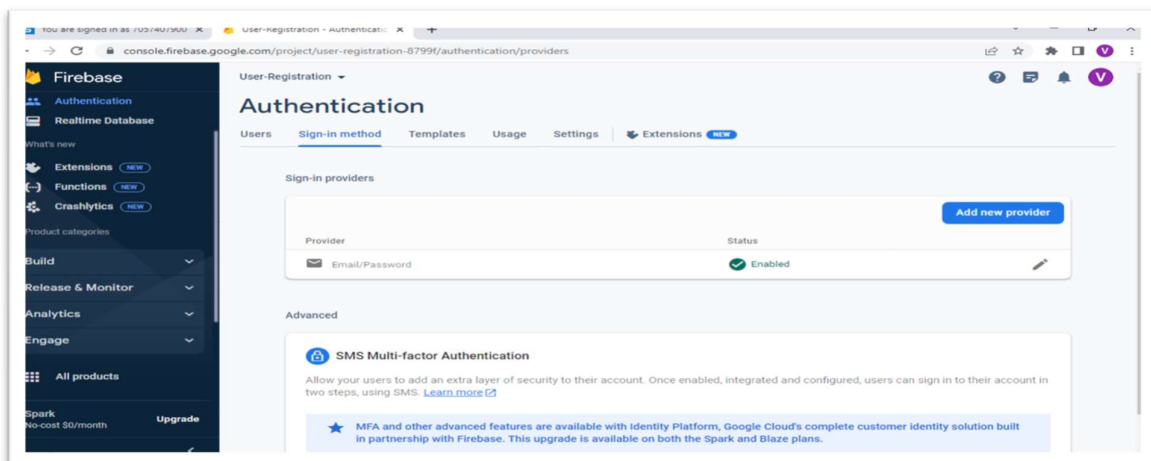 You are signed in as 7057407900
User-Registration - Authenticatio
console.firebase.google.com/project/user-registration-8799f/authentication/providers
V
Firebase
User-Registration
V
Authentication
Authentication
Realtime Database
Users Sign-in method Templates Usage Settings Extensions NEW
What's new
Extensions NEW
Functions NEW
Crashlytics NEW
Sign-in providers
Add new provider
Product categories
Provider Status
Build
Email/Password Enabled
Release & Monitor
Analytics
Advanced
Engage
SMS Multi-factor Authentication
All products
Allow your users to add an extra layer of security to their account. Once enabled, integrated and configured, users can sign in to their account in
two steps, using SMS. Learn more
Spark
No-cost $0/month
Upgrade
MFA and other advanced features are available with Identity Platform, Google Cloud's complete customer identity solution built
in partnership with Firebase. This upgrade is available on both the Spark and Blaze plans.